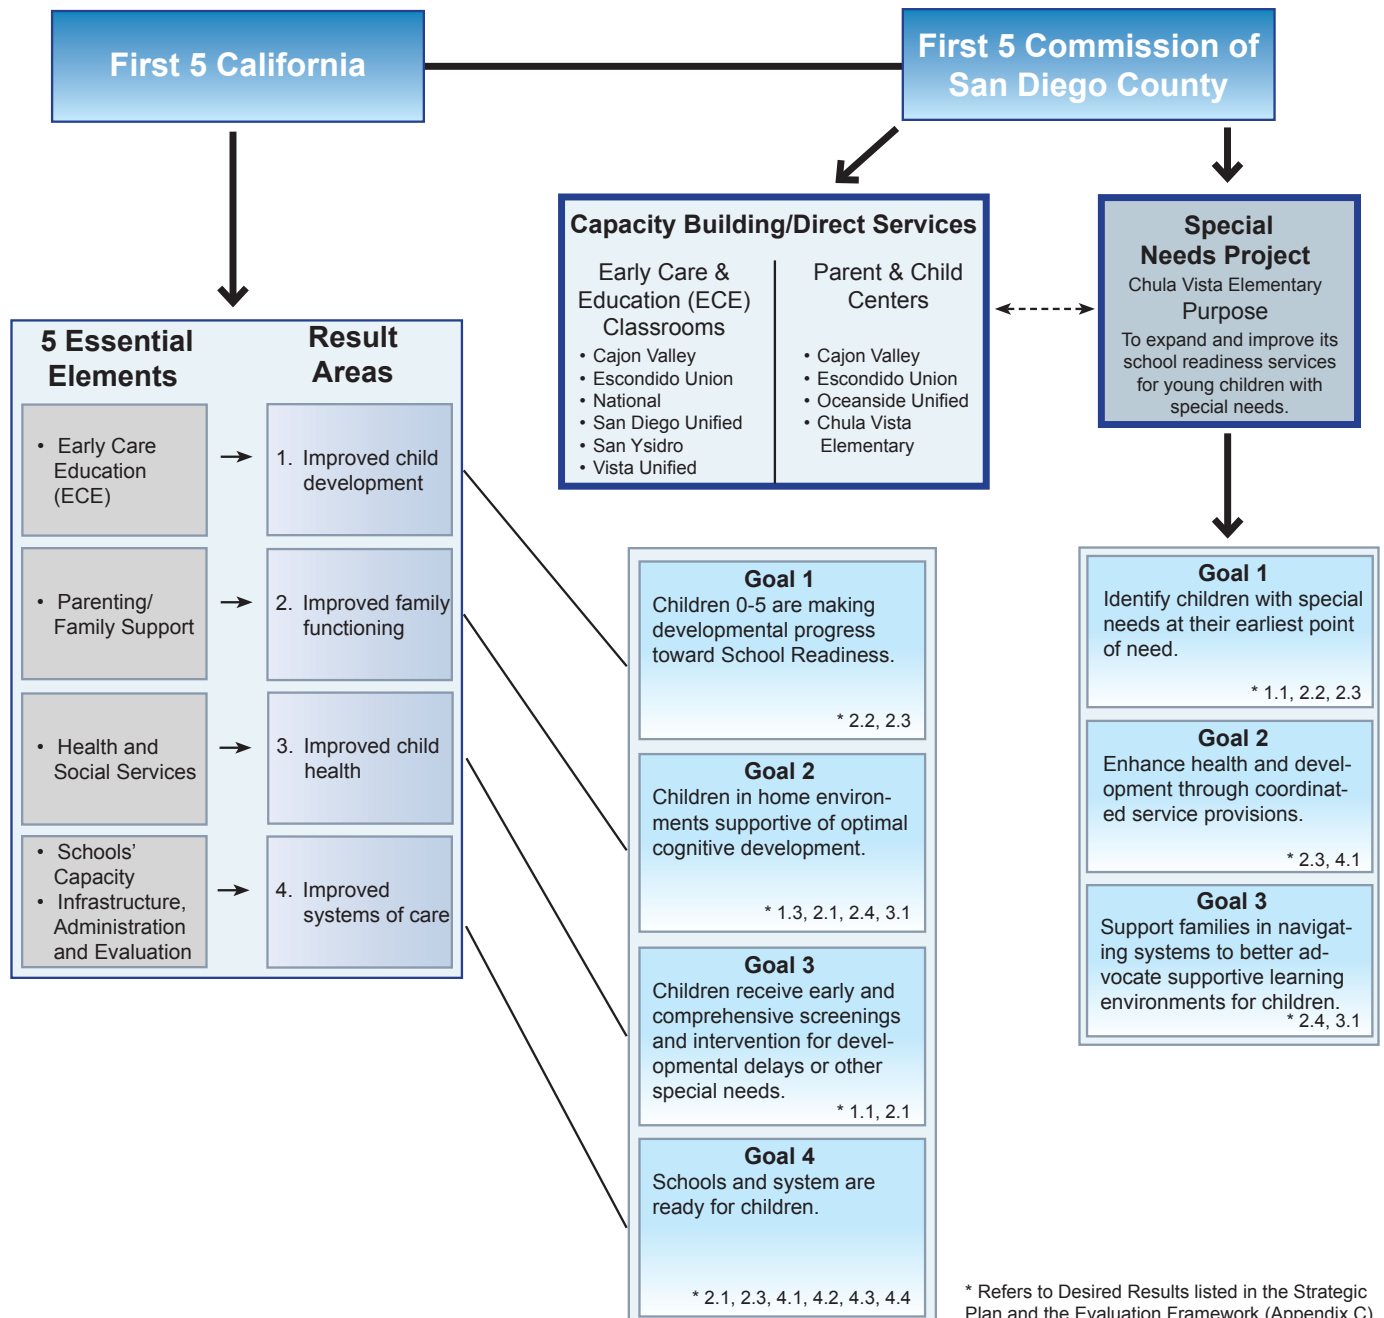 First 5 California
First 5 Commission of
San Diego County
Capacity Building/Direct Services
Early Care &
Education (ECE)
Classrooms
• Cajon Valley
• Escondido Union
• National
• San Diego Unified
• San Ysidro
• Vista Unified
Parent & Child
Centers
• Cajon Valley
• Escondido Union
• Oceanside Unified
• Chula Vista
Elementary
Special
Needs Project
Chula Vista Elementary
Purpose
To expand and improve its
school readiness services
for young children with
special needs.
5 Essential
Elements
Result
Areas
• Early Care
Education
(ECE)
1. Improved child
development
• Parenting/
Family Support
2. Improved family
functioning
• Health and
Social Services
3. Improved child
health
• Schools'
Capacity
• Infrastructure,
Administration
and Evaluation
4. Improved
systems of care
Goal 1
Children 0-5 are making
developmental progress
toward School Readiness.
* 2.2, 2.3
Goal 2
Children in home environ-
ments supportive of optimal
cognitive development.
* 1.3, 2.1, 2.4, 3.1
Goal 3
Children receive early and
comprehensive screenings
and intervention for devel-
opmental delays or other
special needs.
* 1.1, 2.1
Goal 4
Schools and system are
ready for children.
* 2.1, 2.3, 4.1, 4.2, 4.3, 4.4
Goal 1
Identify children with special
needs at their earliest point
of need.
* 1.1, 2.2, 2.3
Goal 2
Enhance health and devel-
opment through coordinat-
ed service provisions.
* 2.3, 4.1
Goal 3
Support families in navigat-
ing systems to better ad-
vocate supportive learning
environments for children.
* 2.4, 3.1
* Refers to Desired Results listed in the Strategic
Plan and the Evaluation Framework (Appendix C)